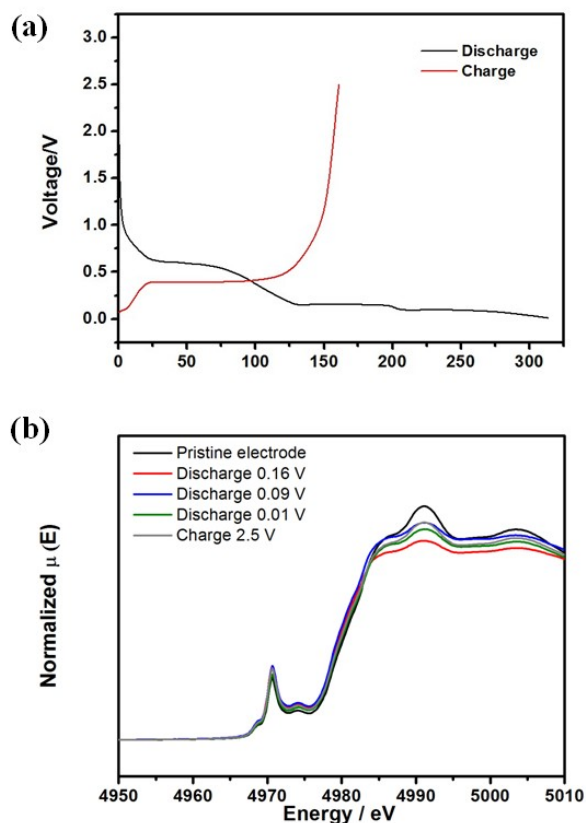 (a)
3.0
2.5
2.0
1.5
1.0
0.5
0.0
Voltage/V
Discharge
Charge
0 50 100 150 200 250 300
(b)
Normalized μ (E)
Pristine electrode
Discharge 0.16 V
Discharge 0.09 V
Discharge 0.01 V
Charge 2.5 V
4950 4960 4970 4980 4990 5000 5010
Energy / eV